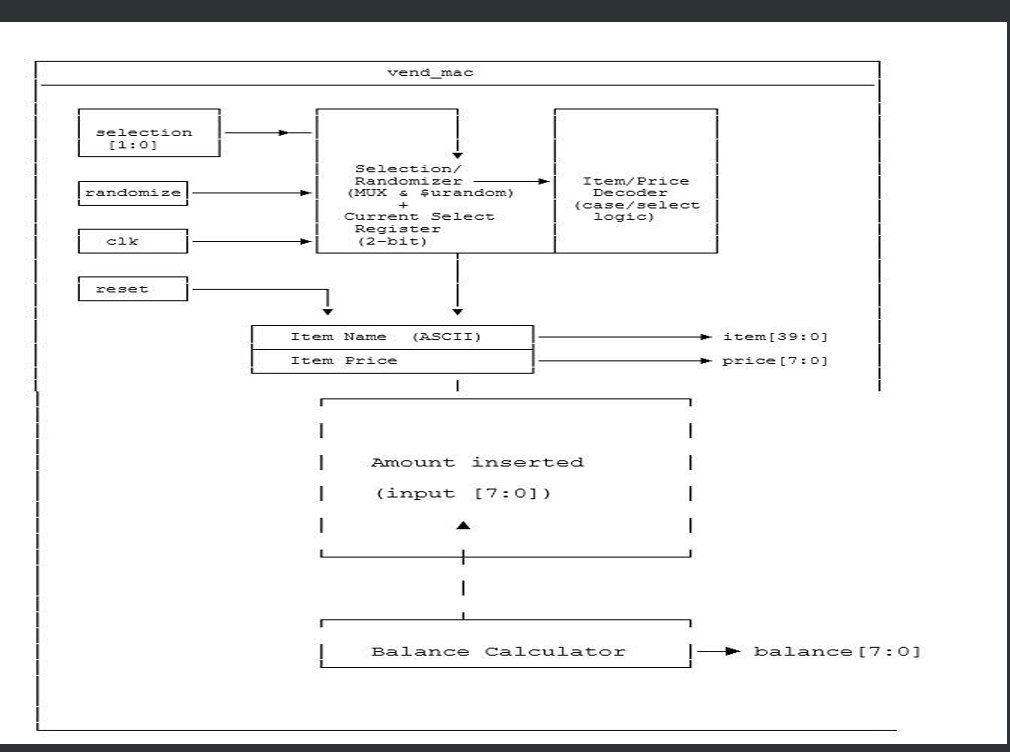 vend_mac
selection
[1:0]
randomize
clk
reset
Selection/
Randomizer
(MUX & $urandom)
+
Current Select
Register
(2-bit)
Item/Price
Decoder
(case/select
logic)
Item Name (ASCII)
item[39:0]
Item Price
price[7:0]
Amount inserted
(input [7:0])
Balance Calculator
balance[7:0]